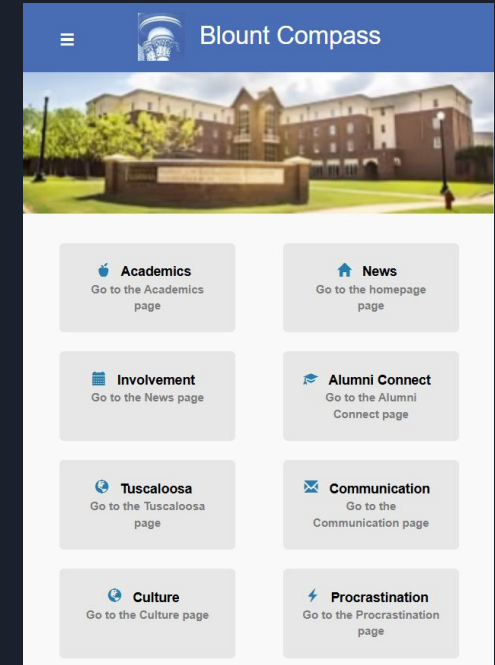 Blount Compass
Academics
Go to the Academics
page
News
Go to the homepage
page
Involvement
Go to the News page
Alumni Connect
Go to the Alumni
Connect page
Tuscaloosa
Go to the Tuscaloosa
page
Communication
Go to the
Communication page
Culture
Go to the Culture page
Procrastination
Go to the Procrastination
page